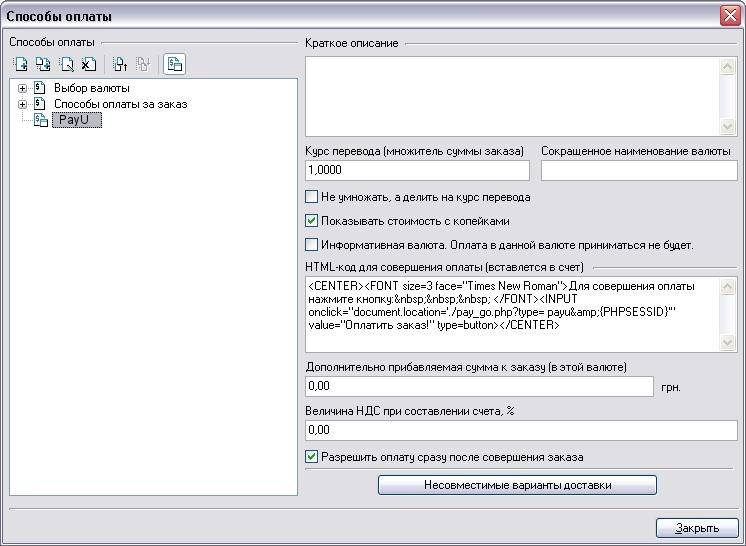 Способы оплаты
Способы оплаты
Выбор валюты
Способы оплаты за заказ
PayU
Краткое описание
Курс перевода (множитель суммы заказа)
Сокращенное наименование валюты
1,0000
Не умножать, а делить на курс перевода
Показывать стоимость с копейками
Информативная валюта. Оплата в данной валюте приниматься не будет.
HTML-код для совершения оплаты (вставлется в счет)
<CENTER><FONT size=3 face="Times New Roman">Для совершения оплаты
нажмите кнопку:&nbsp;&nbsp;&nbsp; </FONT><INPUT
onclick="document.location='./pay_go.php?type= payu&amp;{PHPSESSID}'"
value="Оплатить заказ!" type=button></CENTER>
Дополнительно прибавляемая сумма к заказу (в этой валюте)
0,00
грн.
Величина НДС при составлении счета, %
0,00
Разрешить оплату сразу после совершения заказа
Несовместимые варианты доставки
Закрыть